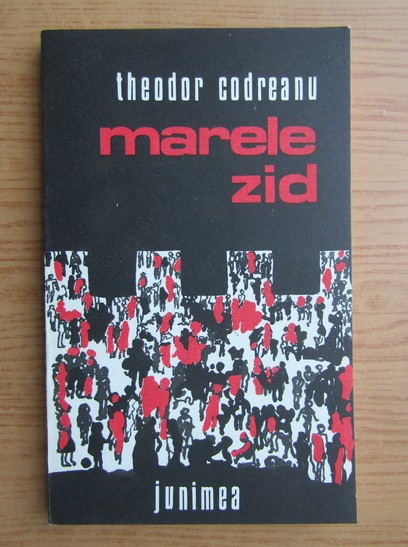 theodor codreanu
marele
zid
junimea